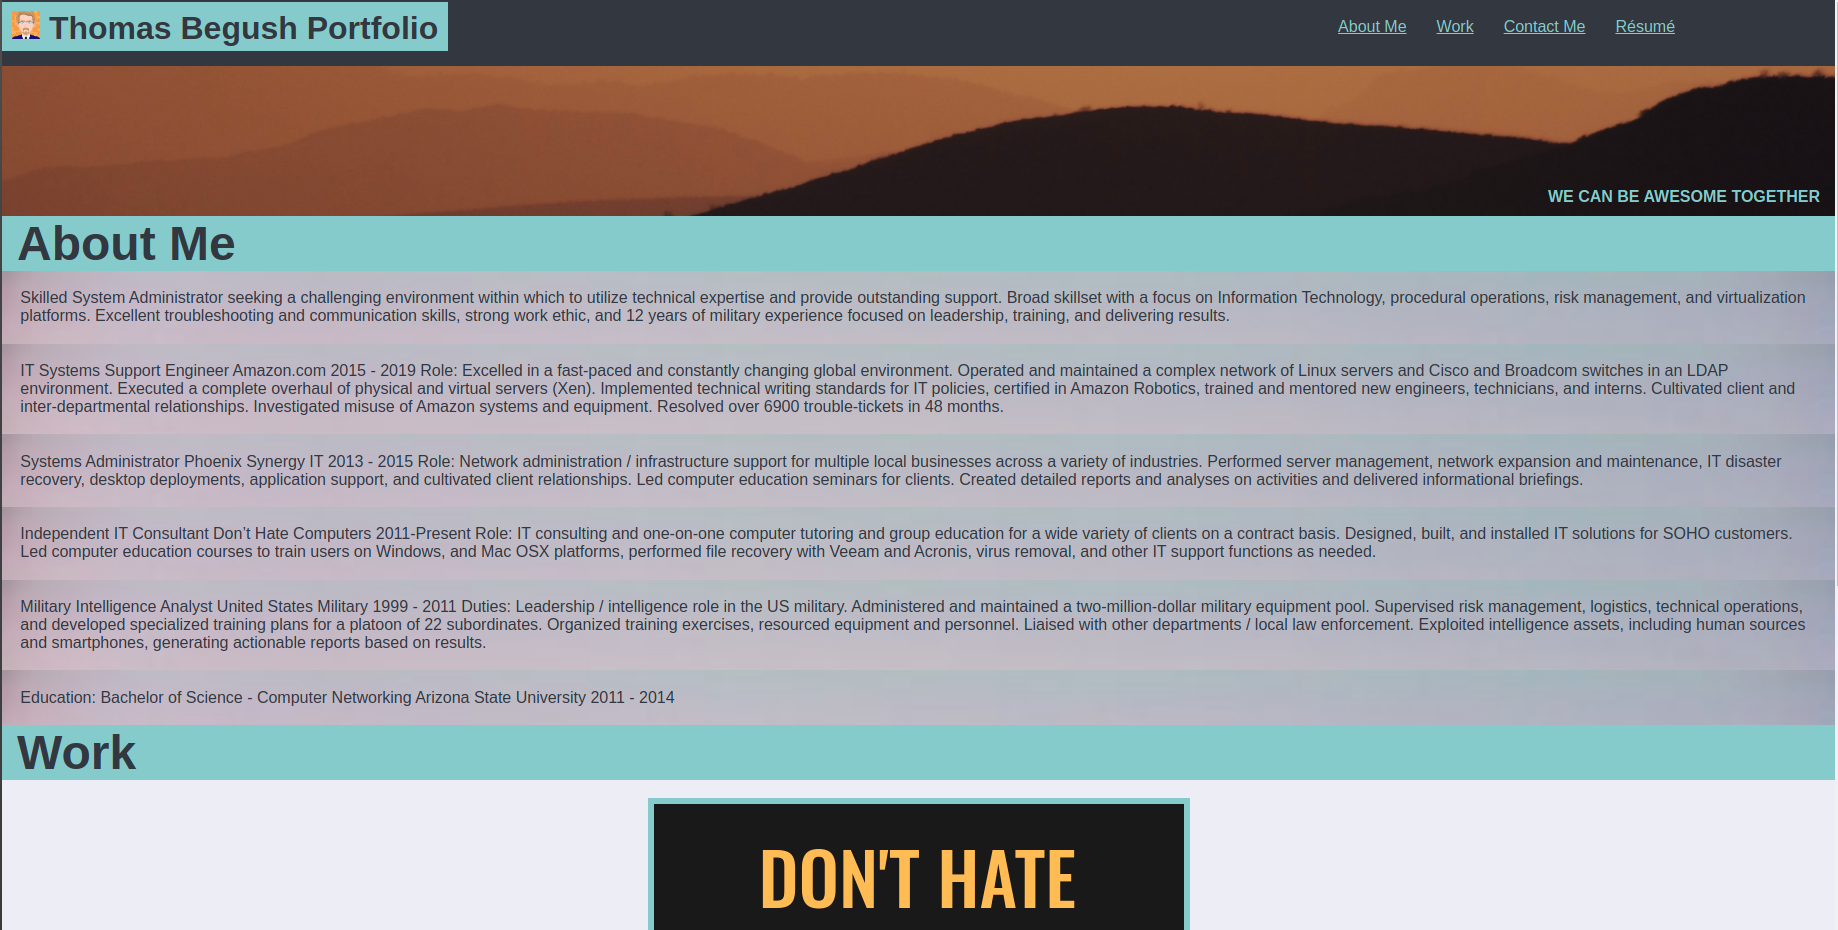 Thomas Begush Portfolio
About Me Work Contact Me Résumé
WE CAN BE AWESOME TOGETHER
About Me
Skilled System Administrator seeking a challenging environment within which to utilize technical expertise and provide outstanding support. Broad skillset with a focus on Information Technology, procedural operations, risk management, and virtualization
platforms. Excellent troubleshooting and communication skills, strong work ethic, and 12 years of military experience focused on leadership, training, and delivering results.
IT Systems Support Engineer Amazon.com 2015 - 2019 Role: Excelled in a fast-paced and constantly changing global environment. Operated and maintained a complex network of Linux servers and Cisco and Broadcom switches in an LDAP
environment. Executed a complete overhaul of physical and virtual servers (Xen). Implemented technical writing standards for IT policies, certified in Amazon Robotics, trained and mentored new engineers, technicians, and interns. Cultivated client and
inter-departmental relationships. Investigated misuse of Amazon systems and equipment. Resolved over 6900 trouble-tickets in 48 months.
Systems Administrator Phoenix Synergy IT 2013 - 2015 Role: Network administration / infrastructure support for multiple local businesses across a variety of industries. Performed server management, network expansion and maintenance, IT disaster
recovery, desktop deployments, application support, and cultivated client relationships. Led computer education seminars for clients. Created detailed reports and analyses on activities and delivered informational briefings.
Independent IT Consultant Don’t Hate Computers 2011-Present Role: IT consulting and one-on-one computer tutoring and group education for a wide variety of clients on a contract basis. Designed, built, and installed IT solutions for SOHO customers.
Led computer education courses to train users on Windows, and Mac OSX platforms, performed file recovery with Veeam and Acronis, virus removal, and other IT support functions as needed.
Military Intelligence Analyst United States Military 1999 - 2011 Duties: Leadership / intelligence role in the US military. Administered and maintained a two-million-dollar military equipment pool. Supervised risk management, logistics, technical operations,
and developed specialized training plans for a platoon of 22 subordinates. Organized training exercises, resourced equipment and personnel. Liaised with other departments / local law enforcement. Exploited intelligence assets, including human sources
and smartphones, generating actionable reports based on results.
Education: Bachelor of Science - Computer Networking Arizona State University 2011 - 2014
Work
DON'T HATE